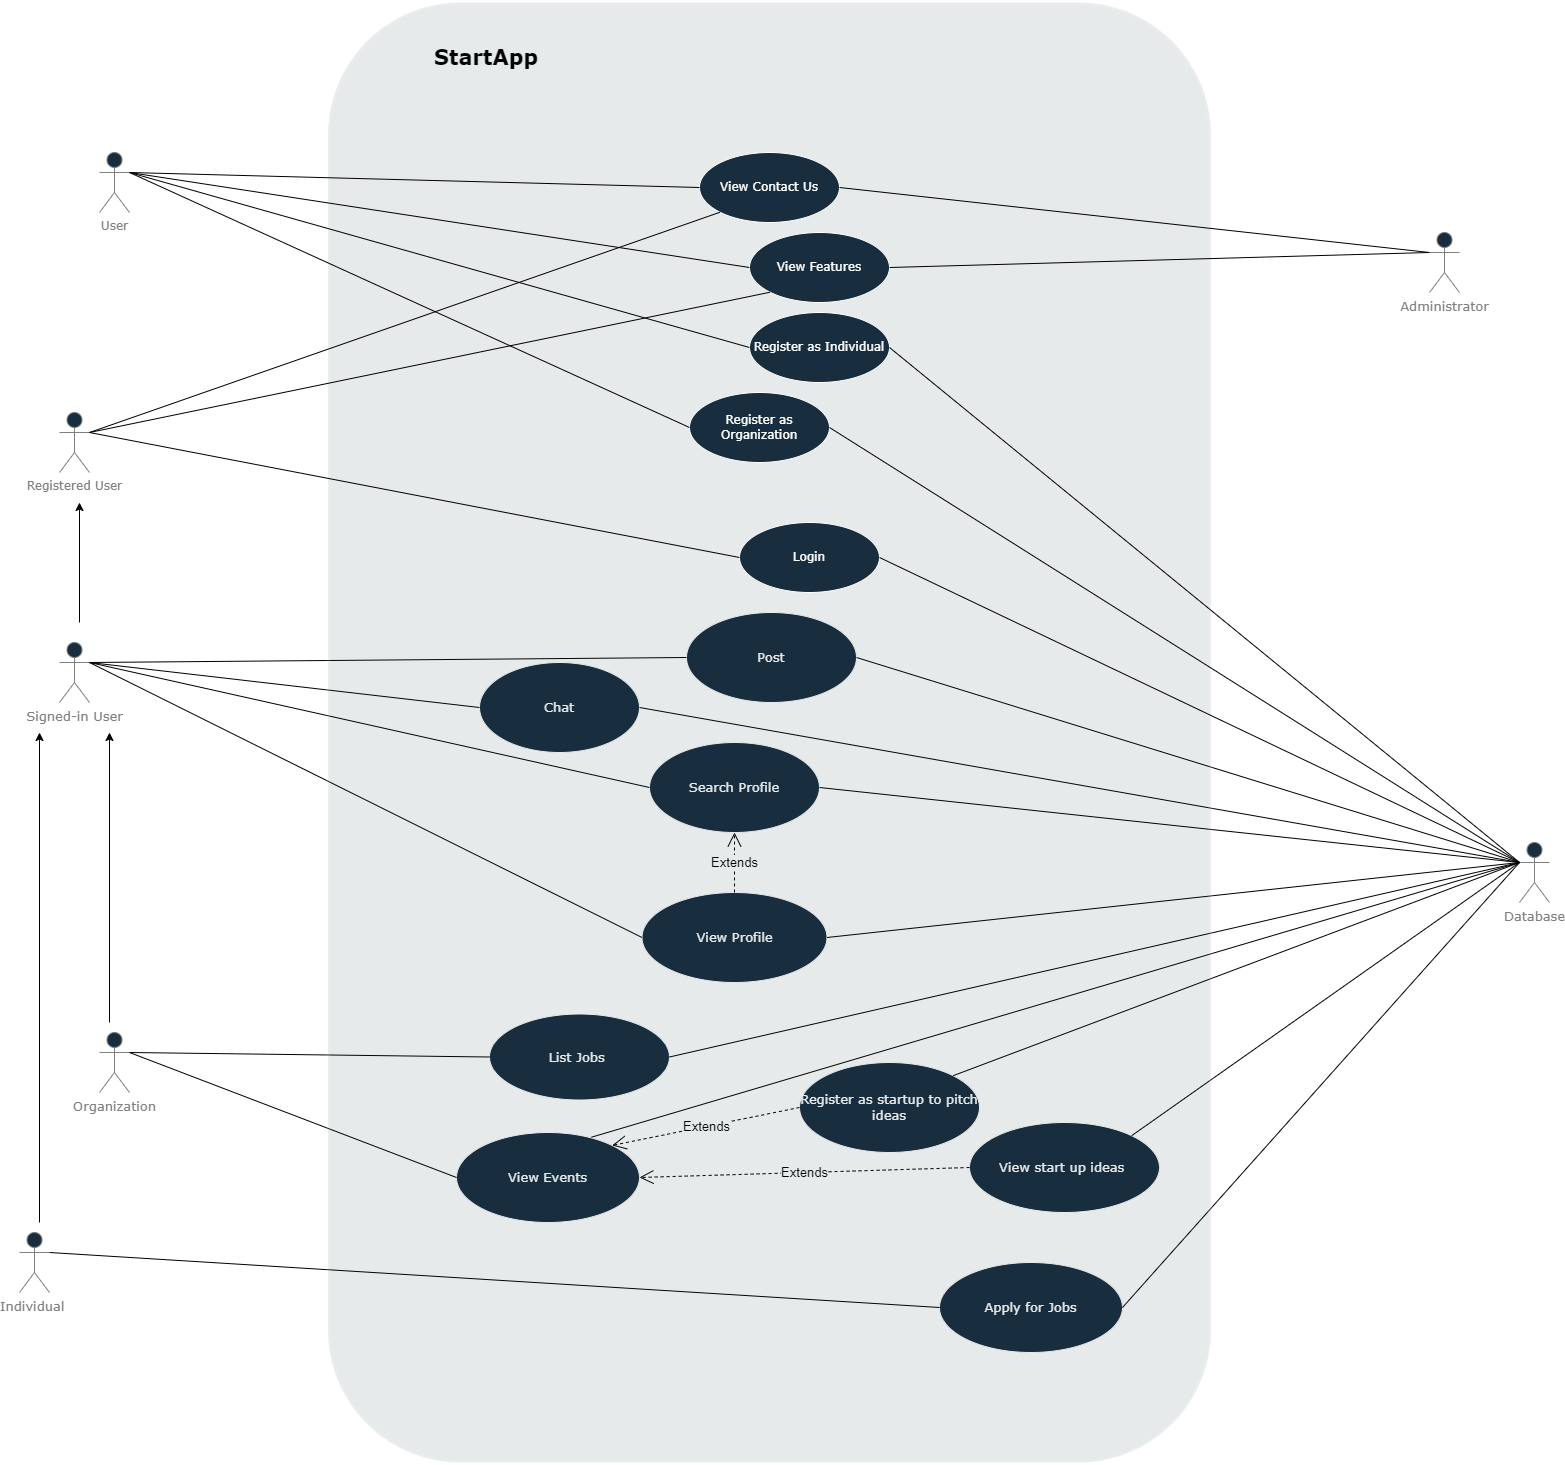 StartApp
User
View Contact Us
View Features
Administrator
Register as Individual
Register as
Organization
Registered User
Login
Post
Signed-in User
Chat
Search Profile
Extends
Database
View Profile
List Jobs
Organization
Register as startup to pitch
ideas
Extends
View start up ideas
Extends
View Events
Individual
Apply for Jobs